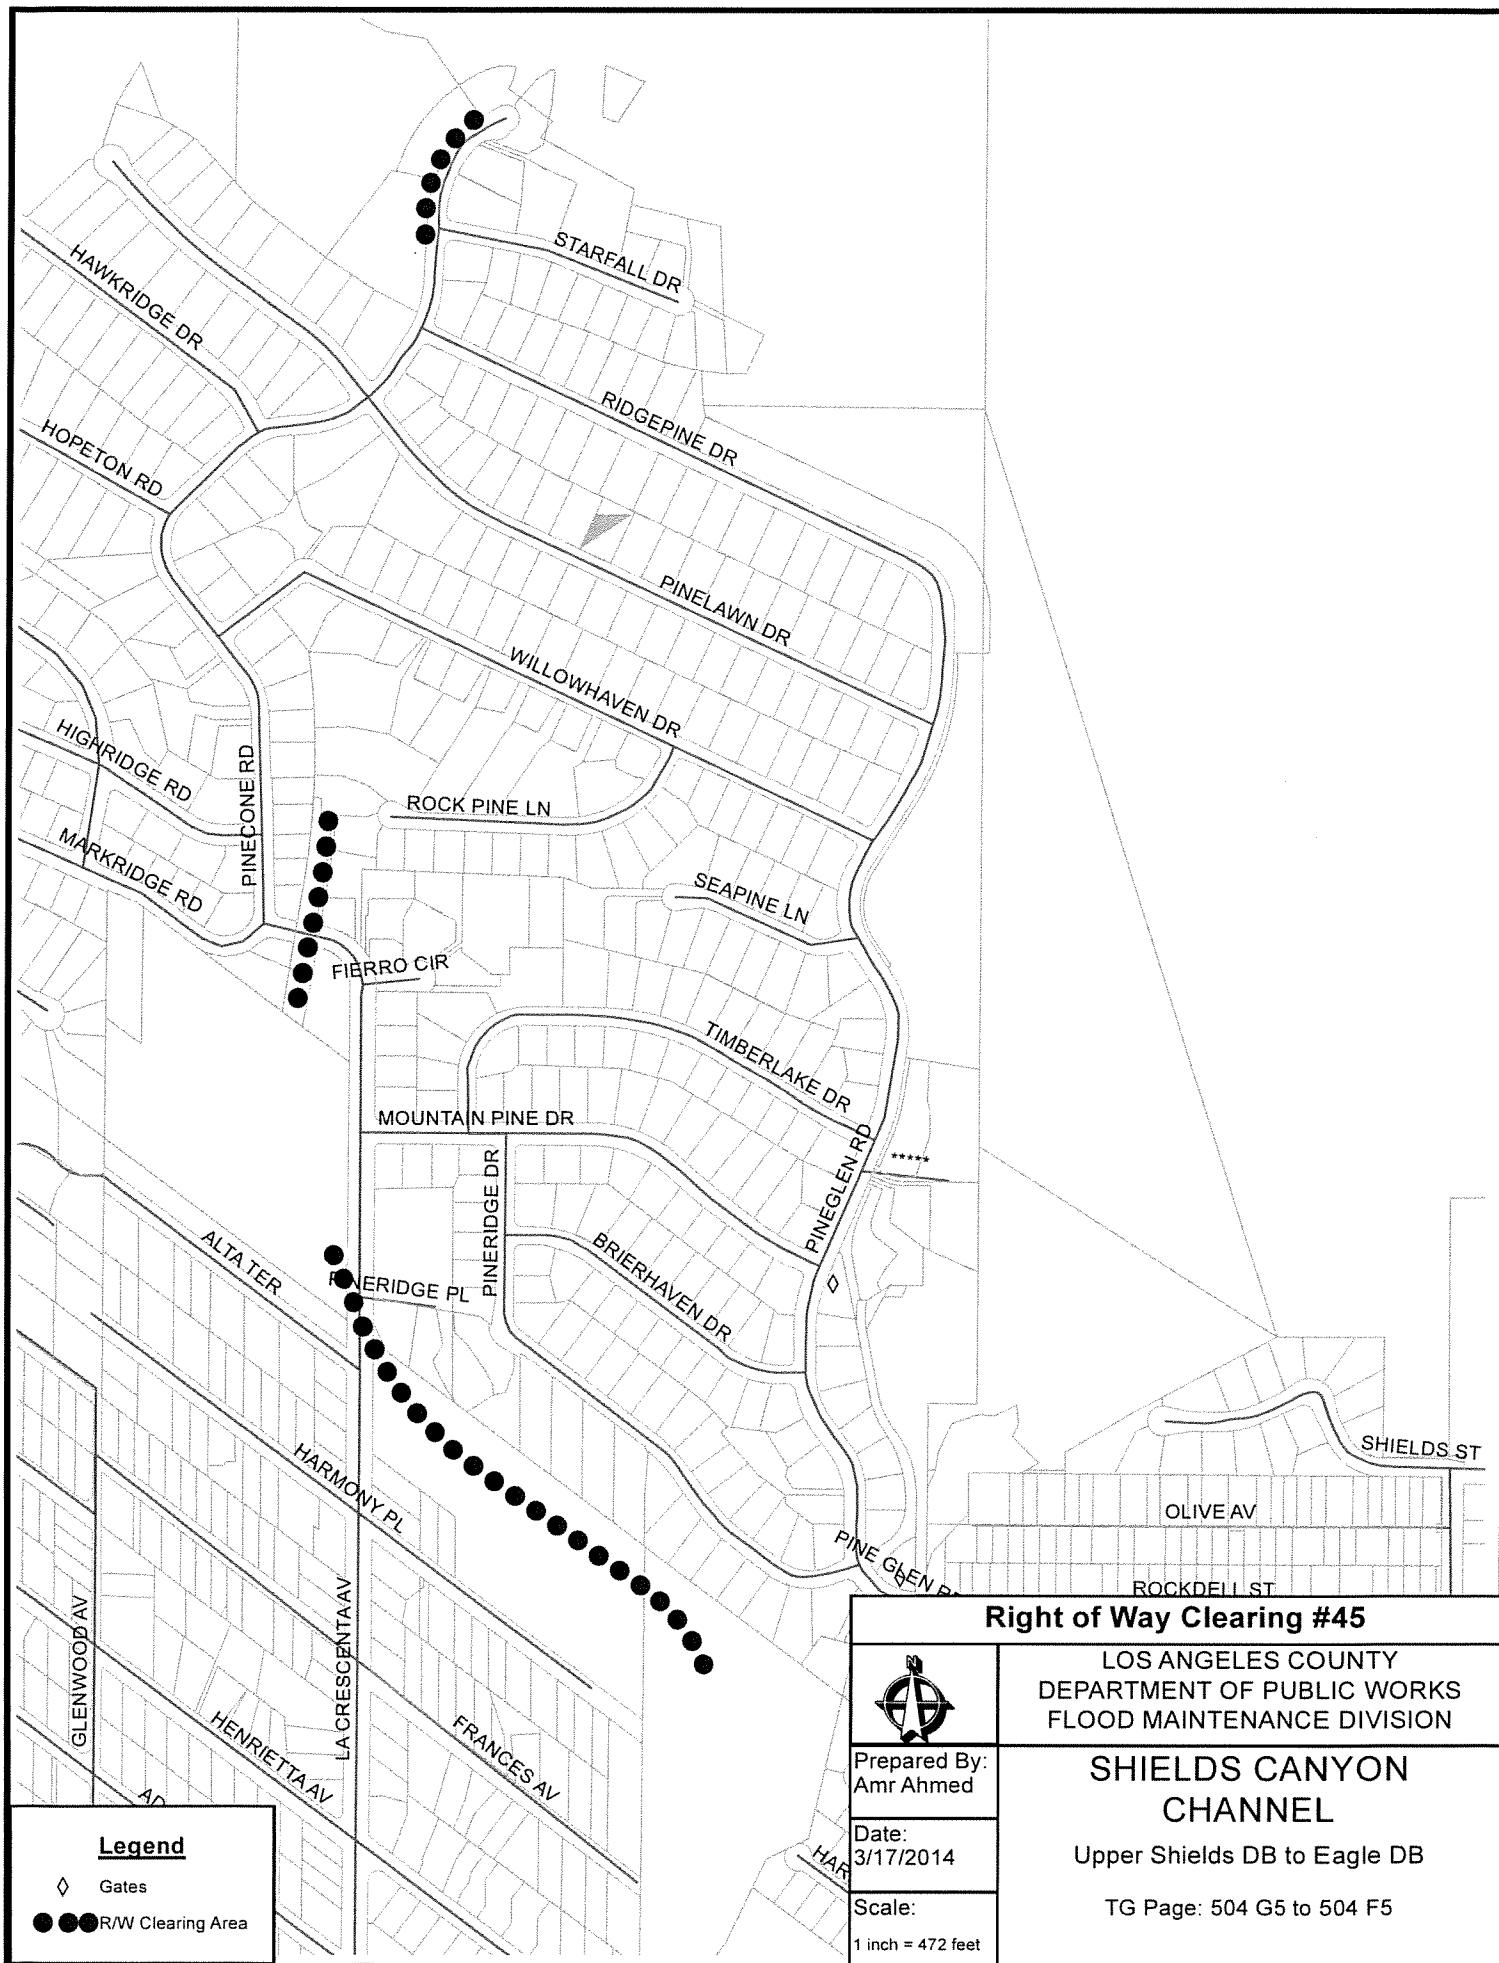 STARFALL DR
HAWKRIDGE DR
RIDGEPINE DR
HOPETON RD
PINELAWN DR
WILLOWHAVEN DR
HIGHRIDGE RD
PINECONE RD
ROCK PINE LN
MARKRIDGE RD
SEAPINE LN
FIERRO CIR
TIMBERLAKE DR
MOUNTAIN PINE DR
*****
PINERIDGE DR
PINEGLEN RD
ALTA TER
BRIERHAVEN DR
NERIDGE PL
SHIELDS ST
HARMONY PL
OLIVE AV
PINE GLEN
ROCKDELL ST
GLENWOOD AV
LA CRESCENTA AV
HENRIETTA AV
FRANCES AV
AD
HAR
Right of Way Clearing #45
N
LOS ANGELES COUNTY
DEPARTMENT OF PUBLIC WORKS
FLOOD MAINTENANCE DIVISION
Prepared By:
Amr Ahmed
SHIELDS CANYON
CHANNEL
Date:
3/17/2014
Upper Shields DB to Eagle DB
Scale:
1 inch = 472 feet
TG Page: 504 G5 to 504 F5
Legend
Gates
R/W Clearing Area